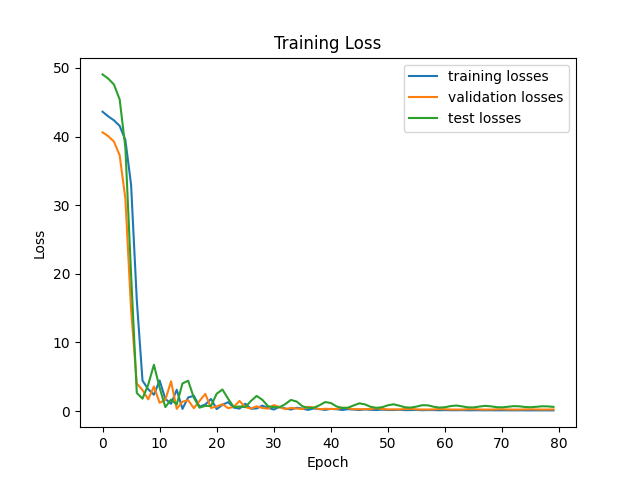 Training Loss
training losses
validation losses
test losses
Loss
50
40
30
20
10
0
0 10 20 30 40 50 60 70 80
Epoch